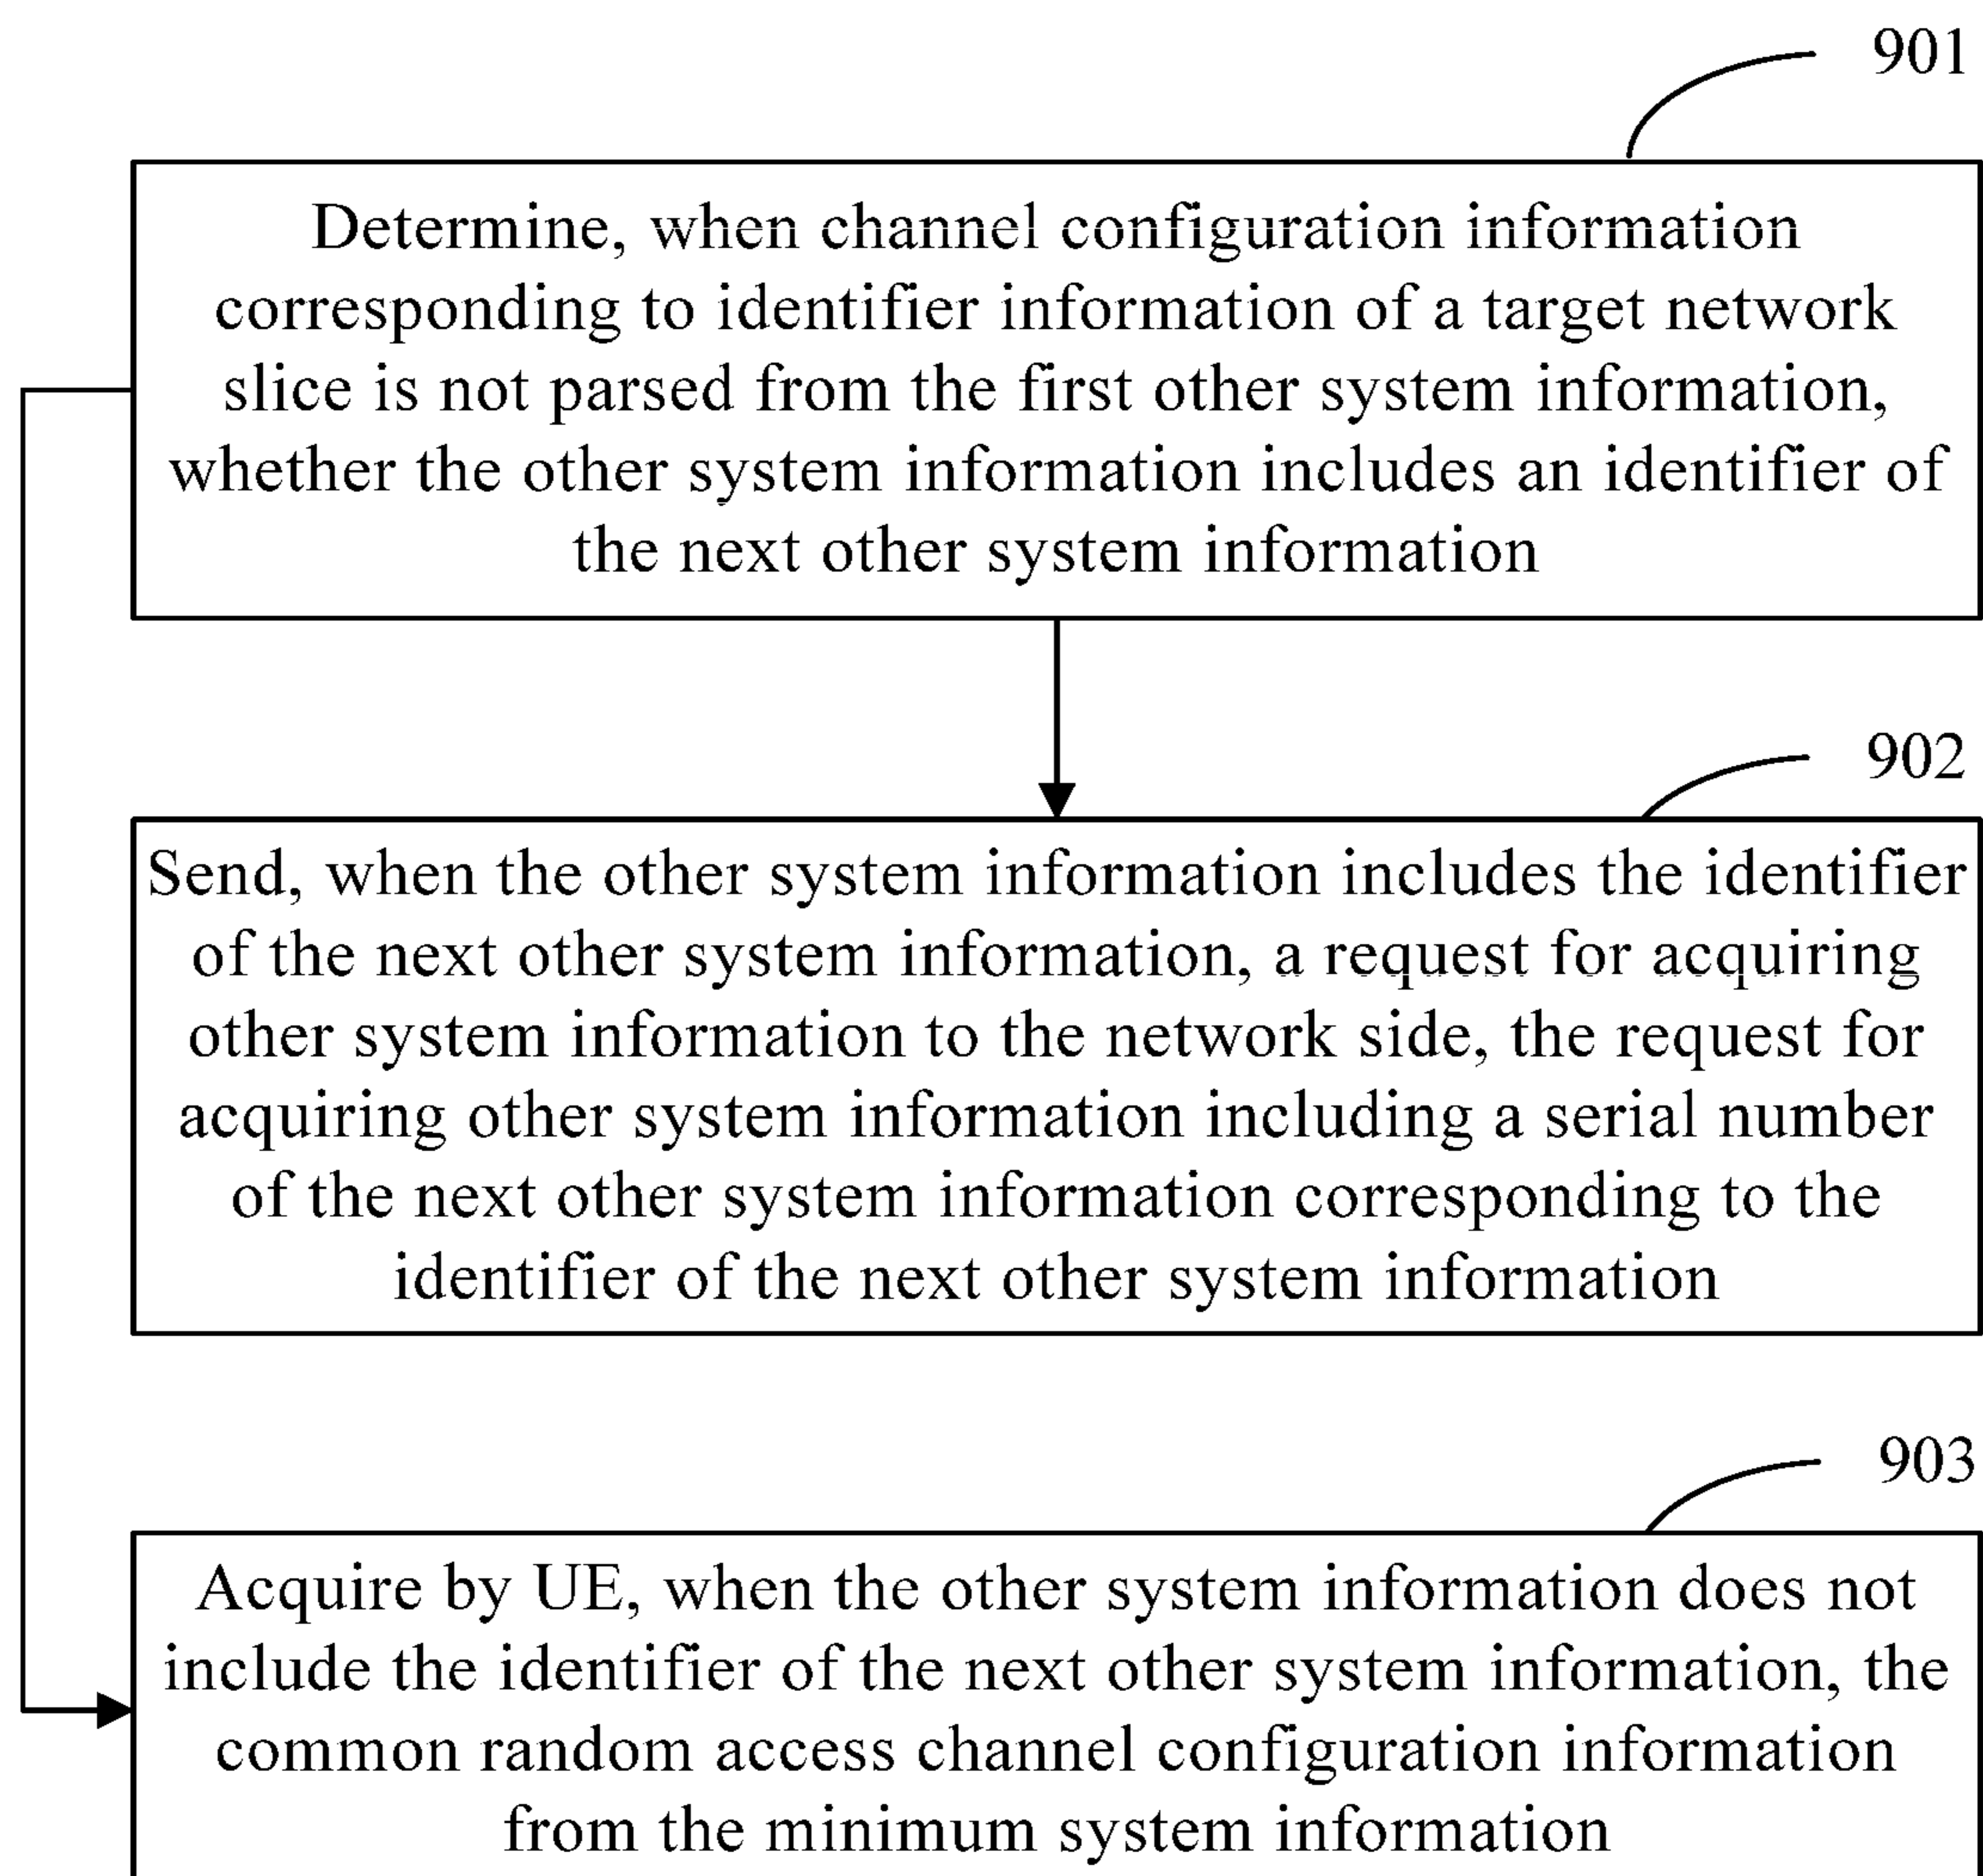 901
Determine, when channel configuration information
corresponding to identifier information of a target network
slice is not parsed from the first other system information,
whether the other system information includes an identifier of
the next other system information
902
Send, when the other system information includes the identifier
of the next other system information, a request for acquiring
other system information to the network side, the request for
acquiring other system information including a serial number
of the next other system information corresponding to the
identifier of the next other system information
903
Acquire by UE, when the other system information does not
include the identifier of the next other system information, the
common random access channel configuration information
from the minimum system information